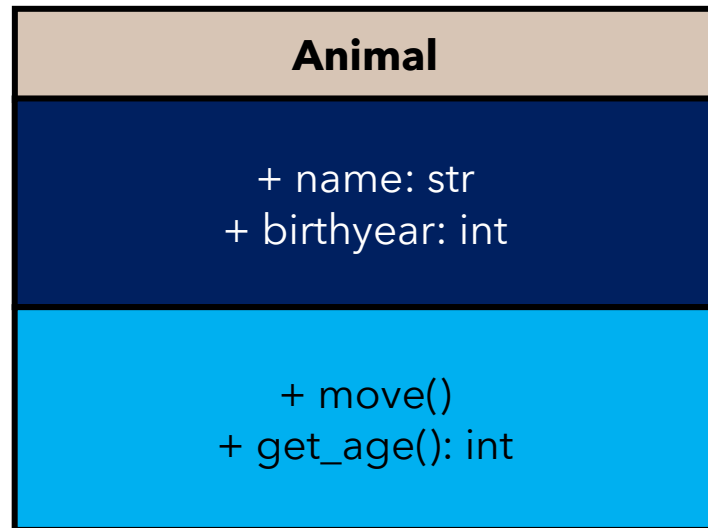 Animal
+ name: str
+ birthyear: int
+ move()
+ get_age(): int